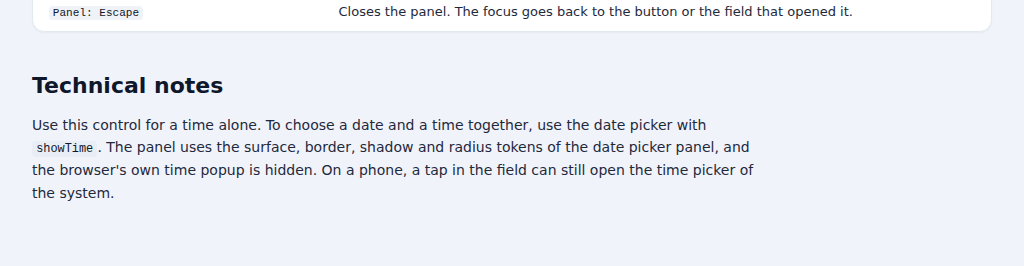 Panel: Escape Closes the panel. The focus goes back to the button or the field that opened it.
Technical notes
Use this control for a time alone. To choose a date and a time together, use the date picker with
showTime. The panel uses the surface, border, shadow and radius tokens of the date picker panel, and
the browser's own time popup is hidden. On a phone, a tap in the field can still open the time picker of
the system.